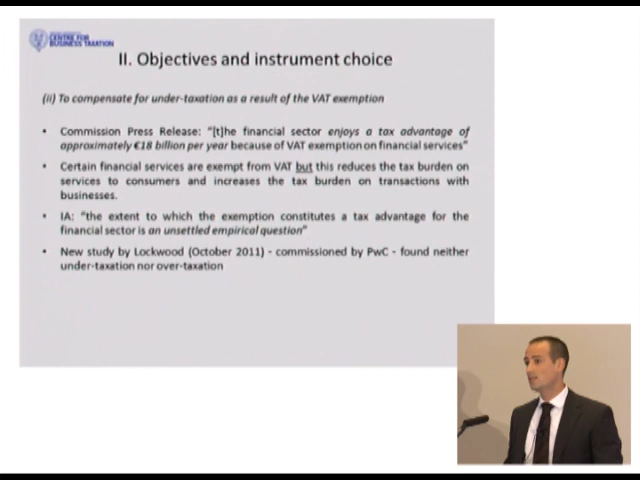 CENTRE FOR
BUSINESS TAXATION
II. Objectives and instrument choice
(ii) To compensate for under-taxation as a result of the VAT exemption
• Commission Press Release: "[t]he financial sector enjoys a tax advantage of
approximately €18 billion per year because of VAT exemption on financial services"
• Certain financial services are exempt from VAT but this reduces the tax burden on
services to consumers and increases the tax burden on transactions with
businesses.
• IA: "the extent to which the exemption constitutes a tax advantage for the
financial sector is an unsettled empirical question"
• New study by Lockwood (October 2011) - commissioned by PwC - found neither
under-taxation nor over-taxation